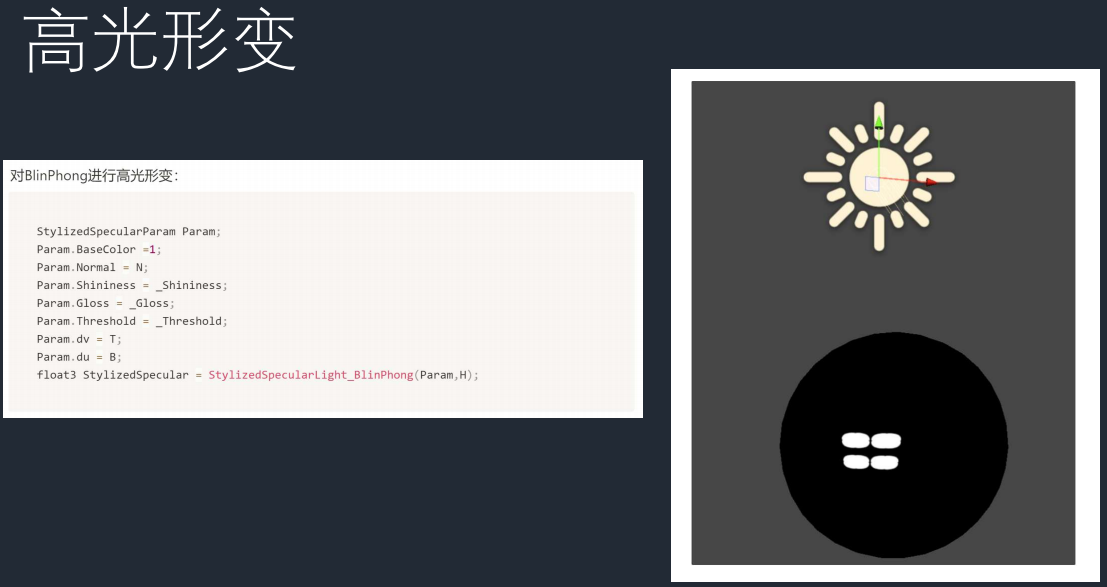 高光形变
对BlinPhong进行高光形变：
StylizedSpecularParam Param;
Param.BaseColor =1;
Param.Normal = N;
Param.Shininess = _Shininess;
Param.Gloss = _Gloss;
Param.Threshold = _Threshold;
Param.dv = T;
Param.du = B;
float3 StylizedSpecular = StylizedSpecularLight_BlinPhong(Param,H);